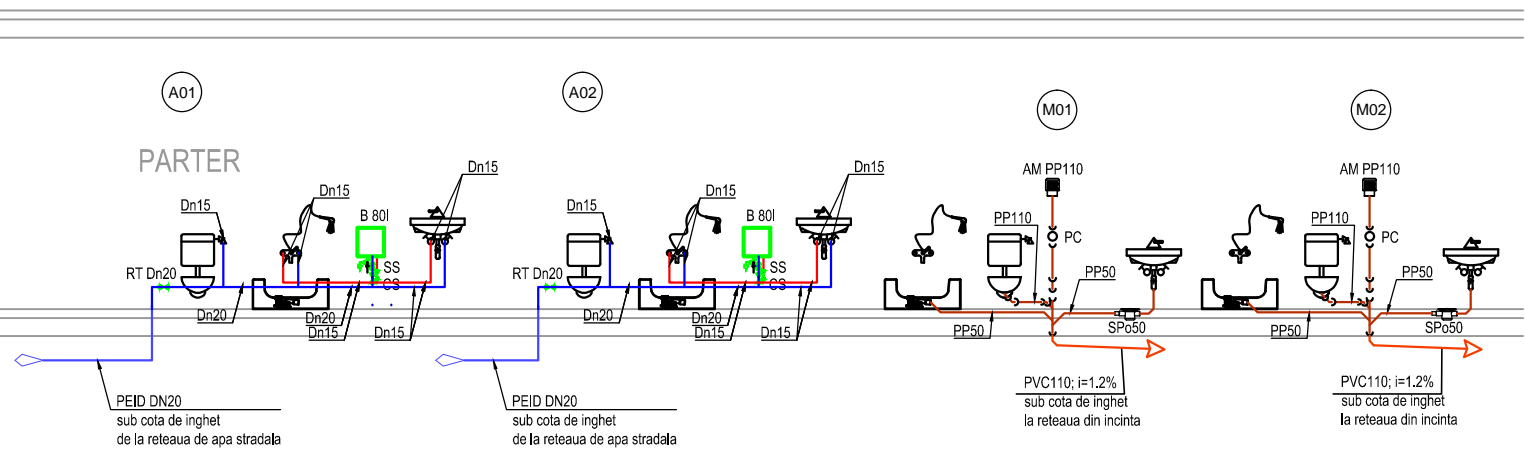 A01
A02
M01
M02
PARTER
AM PP110
AM PP110
Dn15
Dn15
B 80l
Dn15
Dn15
Dn15
B 80l
Dn15
PP110
PC
PP110
PC
RT Dn20
SS
CS
RT Dn20
SS
CS
PP50
PP50
Dn20
Dn20
Dn15
Dn15
Dn20
Dn20
Dn15
Dn15
PP50
SPo50
PP50
SPo50
PEID DN20
sub cota de inghet
de la reteaua de apa stradala
PEID DN20
sub cota de inghet
de la reteaua de apa stradala
PVC110; i=1.2%
sub cota de inghet
la reteaua din incinta
PVC110; i=1.2%
sub cota de inghet
la reteaua din incinta